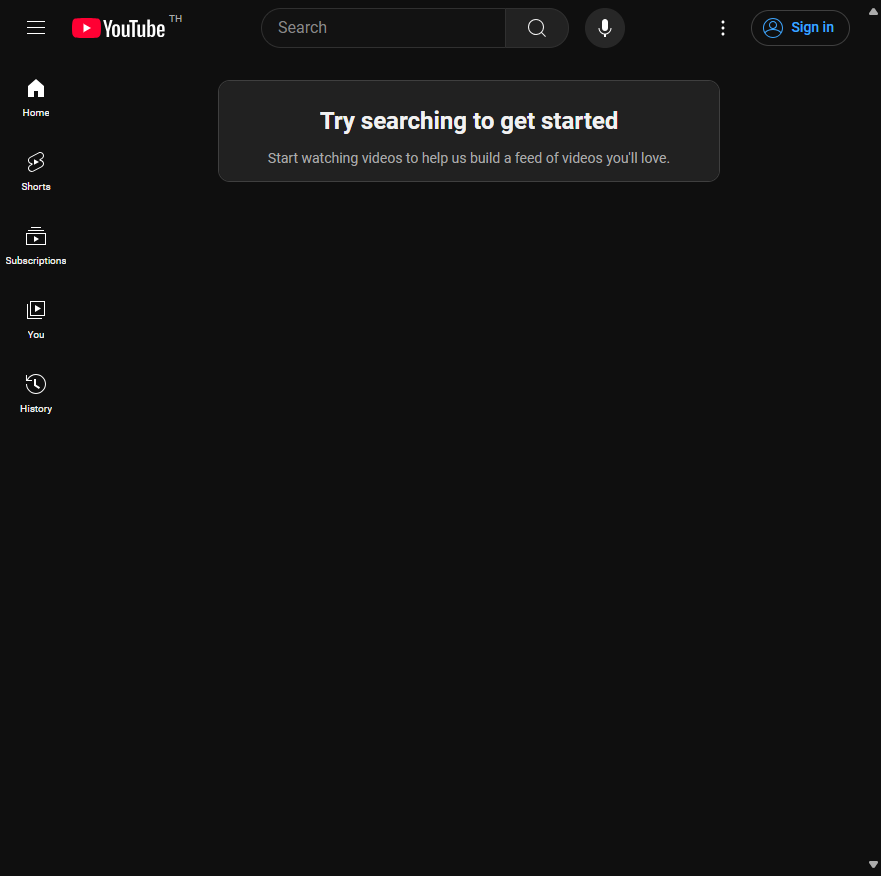 YouTube TH
Search
Sign in
Home
Shorts
Subscriptions
You
History
Try searching to get started
Start watching videos to help us build a feed of videos you'll love.